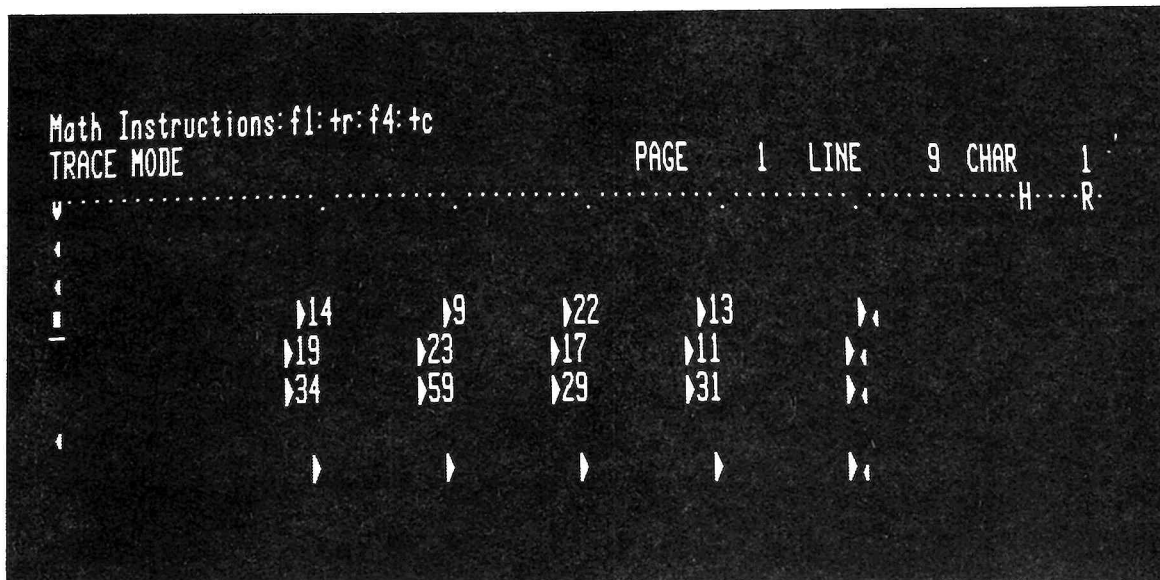 Math Instructions:f1:+r:f4:+c
TRACE MODE PAGE 1 LINE 9 CHAR 1
H R
14 9 22 13
19 23 17 11
34 59 29 31